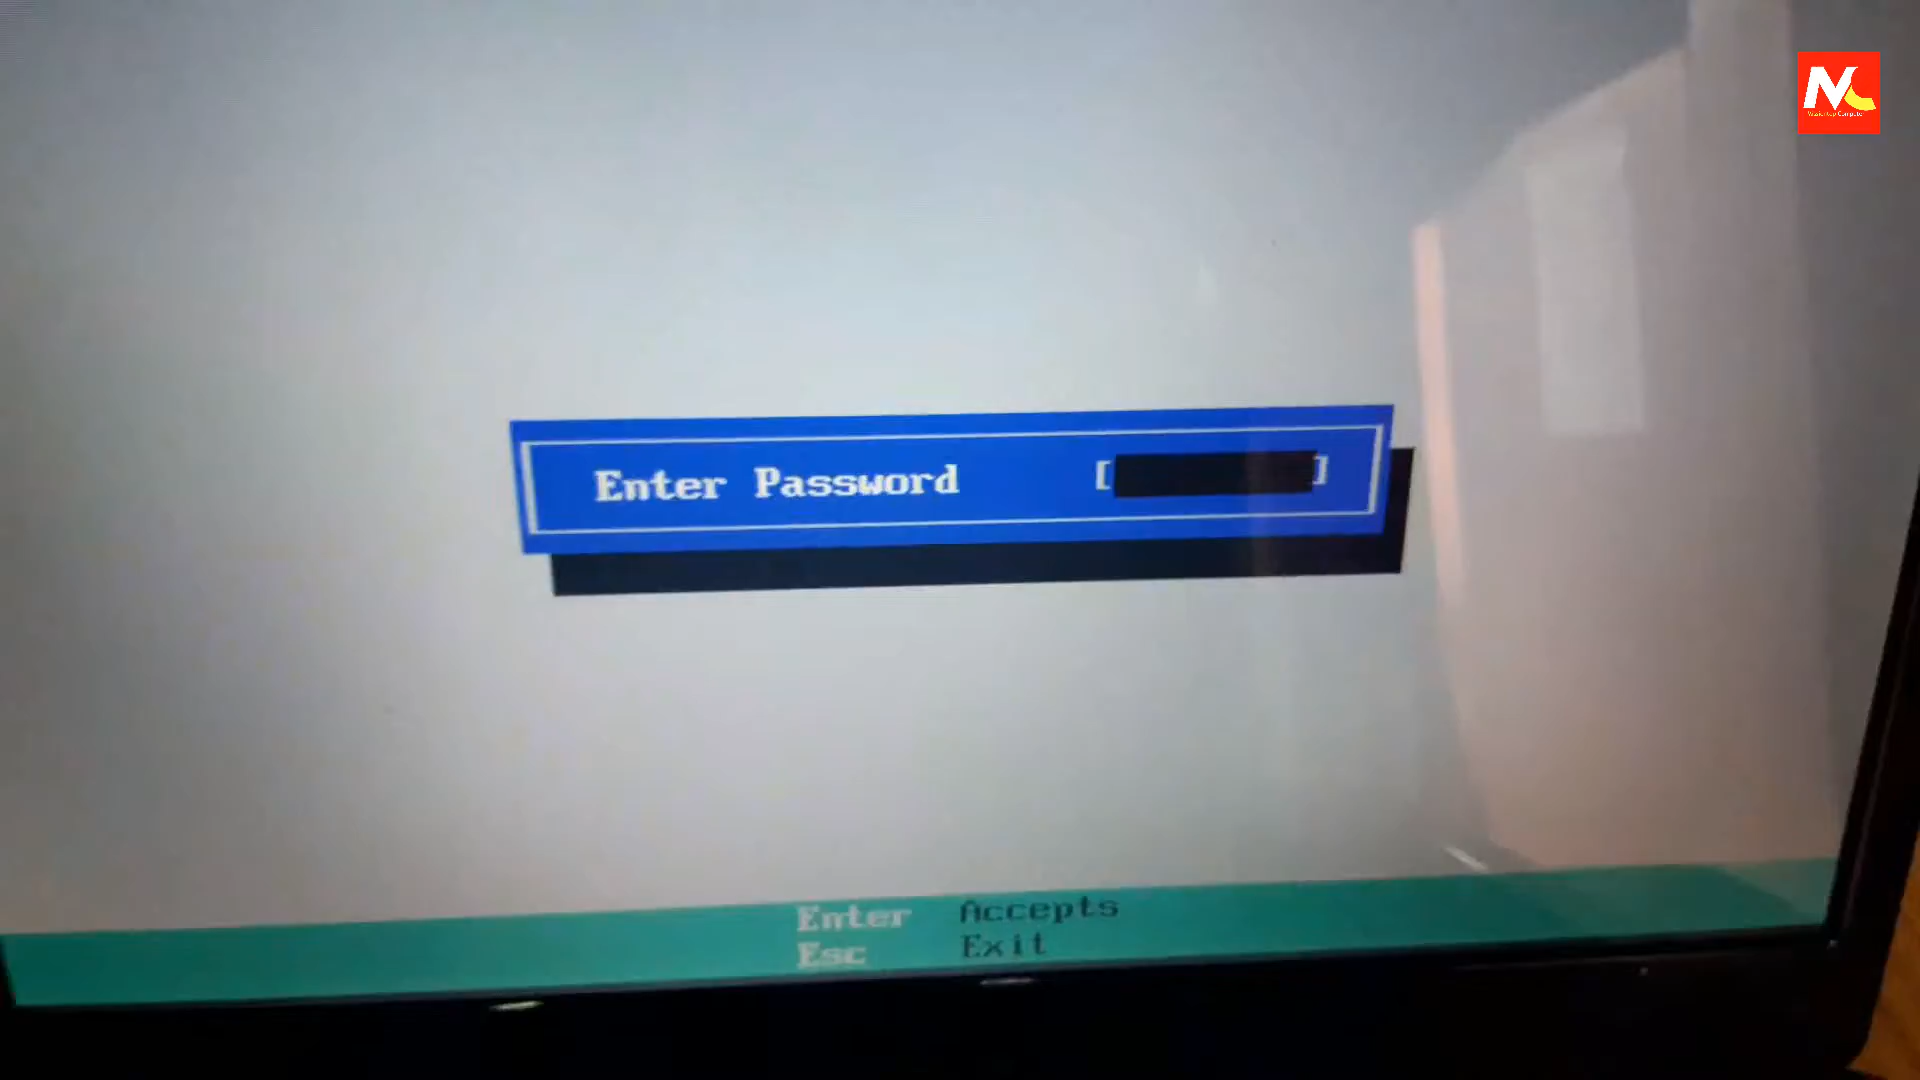 Enter Password [ ]
Enter Accepts
Esc Exit